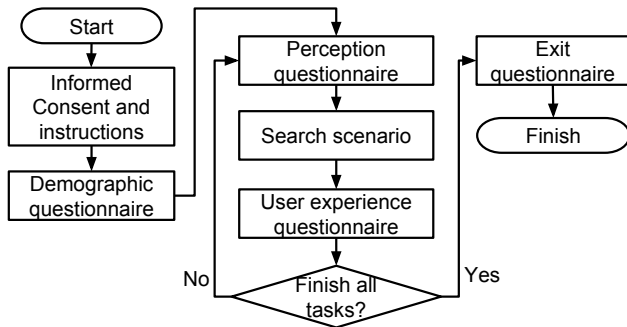 Start
Informed
Consent and
instructions
Demographic
questionnaire
Perception
questionnaire
Search scenario
User experience
questionnaire
Finish all
tasks?
No
Yes
Exit
questionnaire
Finish